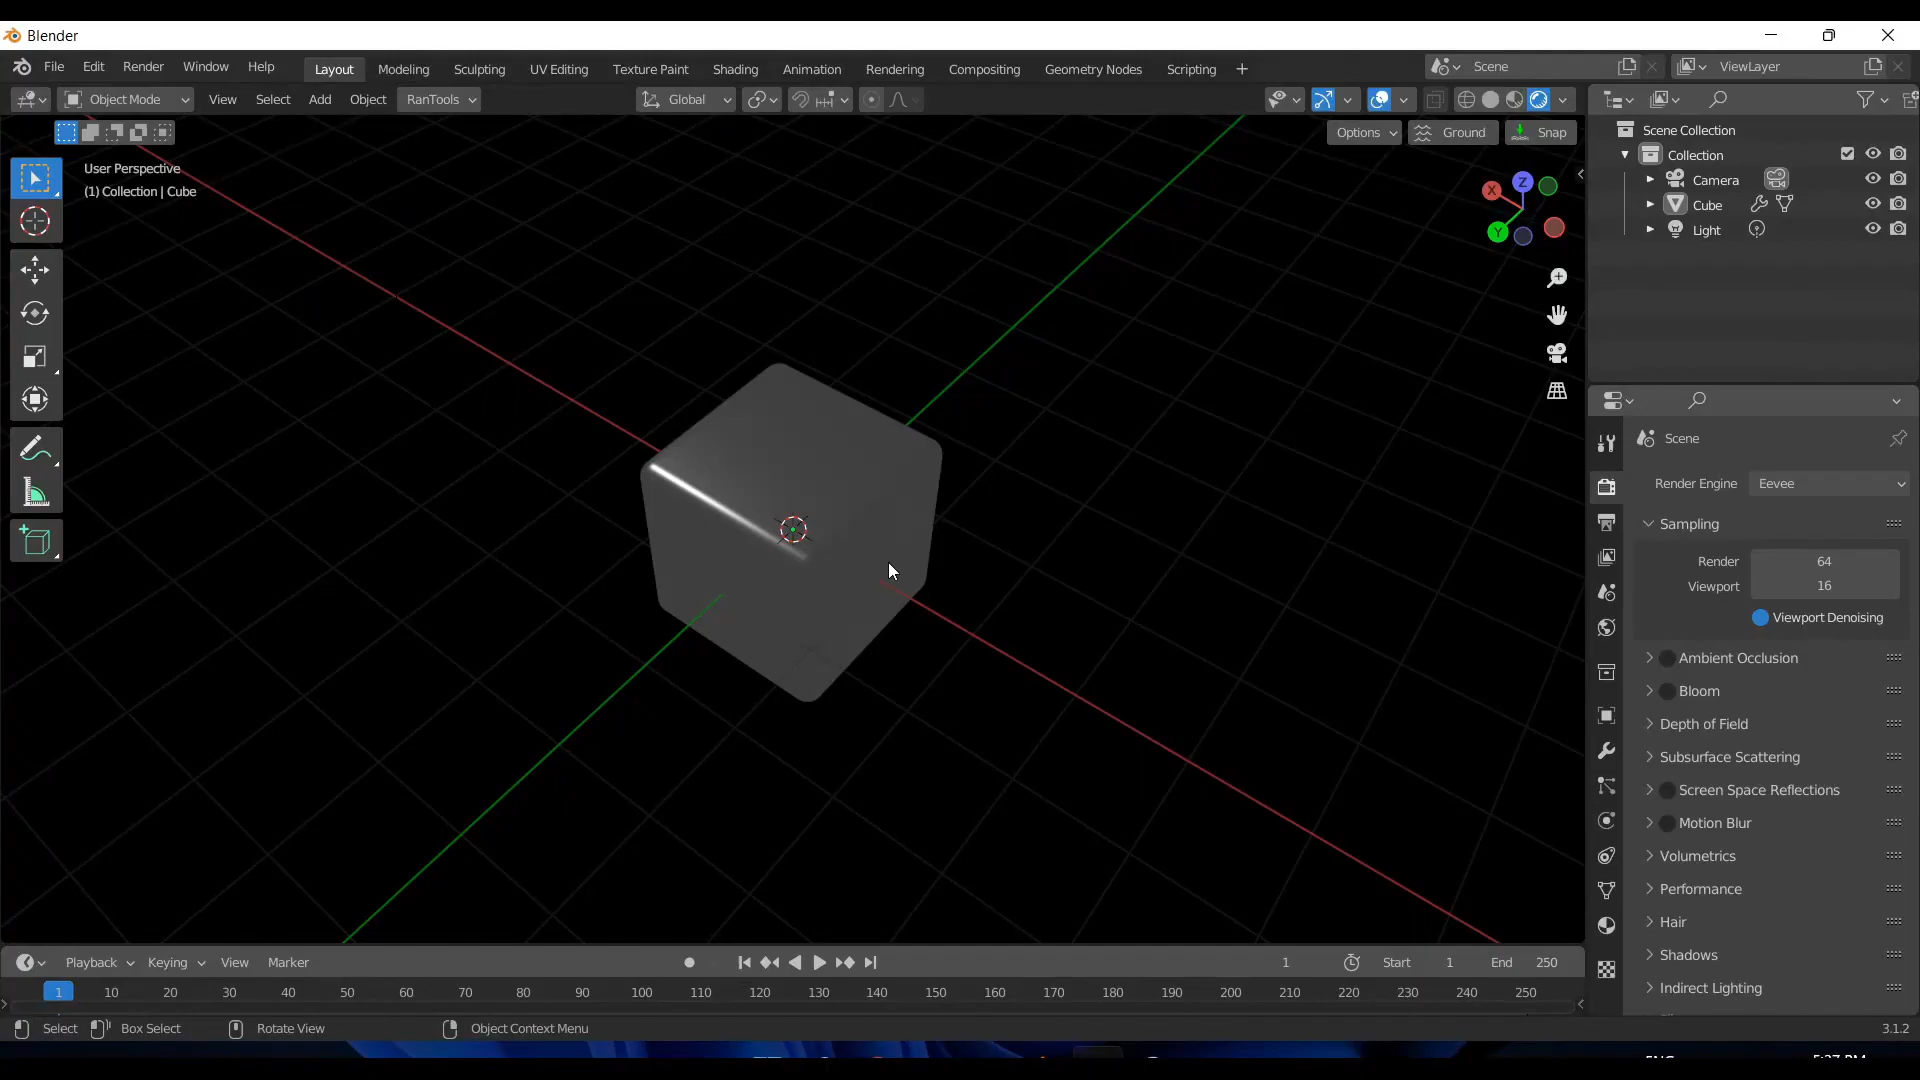 Blender
File Edit Render Window Help Layout Modeling Sculpting UV Editing Texture Paint Shading Animation Rendering Compositing Geometry Nodes Scripting + Scene ViewLayer
Object Mode View Select Add Object RanTools Global
Options Ground Snap
User Perspective
(1) Collection | Cube
X Y Z
Scene Collection
Collection
Camera
Cube
Light
Scene
Render Engine Eevee
Sampling
Render 64
Viewport 16
Viewport Denoising
Ambient Occlusion
Bloom
Depth of Field
Subsurface Scattering
Screen Space Reflections
Motion Blur
Volumetrics
Performance
Hair
Shadows
Indirect Lighting
Playback Keying View Marker 1 Start 1 End 250
1 10 20 30 40 50 60 70 80 90 100 110 120 130 140 150 160 170 180 190 200 210 220 230 240 250
Select Box Select Rotate View Object Context Menu 3.1.2